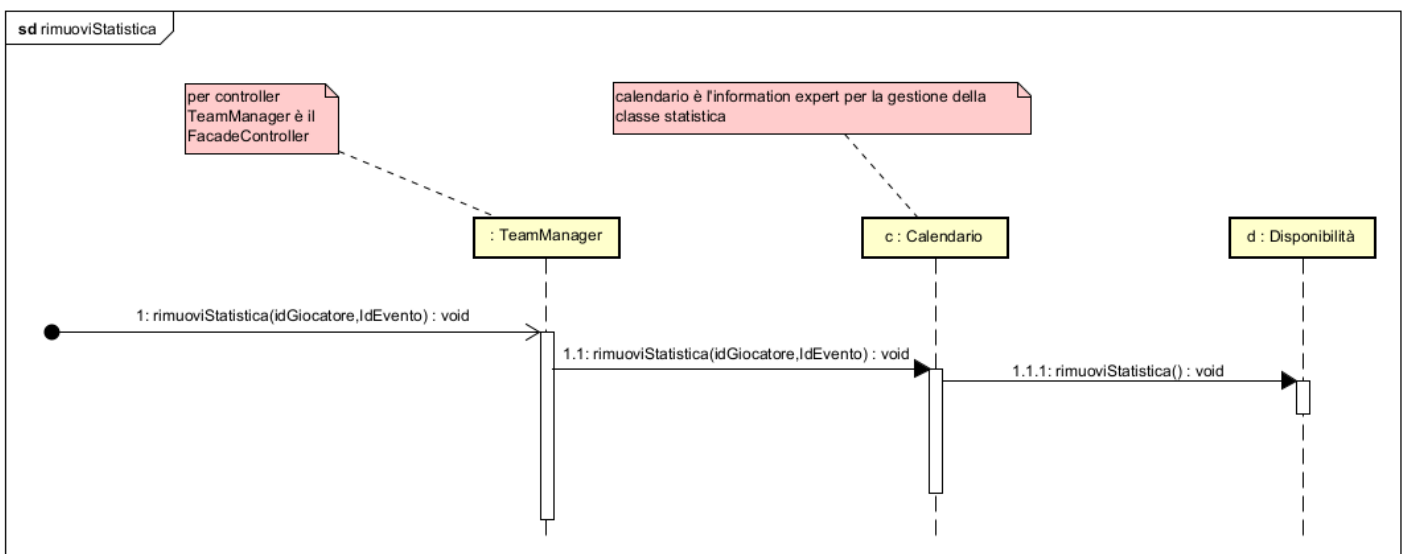 sd rimuoviStatistica
per controller
TeamManager è il
FacadeController
calendario è l'information expert per la gestione della
classe statistica
: TeamManager
c : Calendario
d : Disponibilità
1: rimuoviStatistica(idGiocatore,IdEvento) : void
1.1: rimuoviStatistica(idGiocatore,IdEvento) : void
1.1.1: rimuoviStatistica() : void